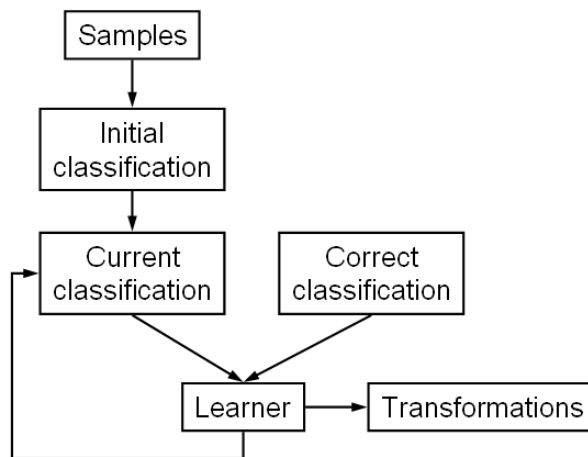 Samples
Initial
classification
Current
classification
Correct
classification
Learner
Transformations